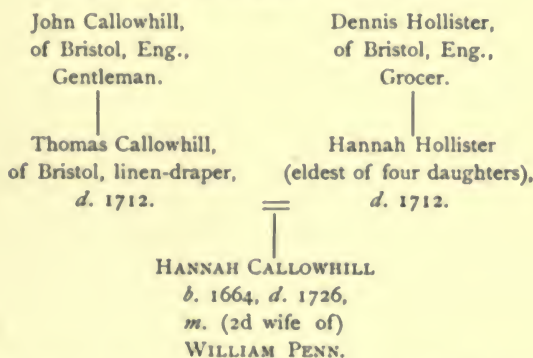 John Callowhill,
of Bristol, Eng.,
Gentleman.
Dennis Hollister,
of Bristol, Eng.,
Grocer.
Thomas Callowhill,
of Bristol, linen-draper,
d. 1712.
Hannah Hollister
(eldest of four daughters),
d. 1712.
=
HANNAH CALLOWHILL
b. 1664, d. 1726,
m. (2d wife of)
WILLIAM PENN.